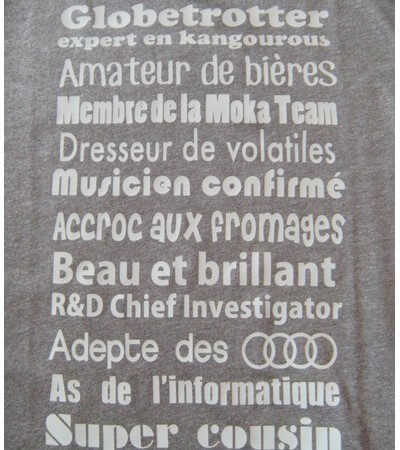 Globetrotter
expert en kangourous
Amateur de bières
Membre de la Moka Team
Dresseur de volatiles
Musicien confirmé
Accroc aux fromages
Beau et brillant
R&D Chief Investigator
Adepte des
As de l'informatique
Super cousin